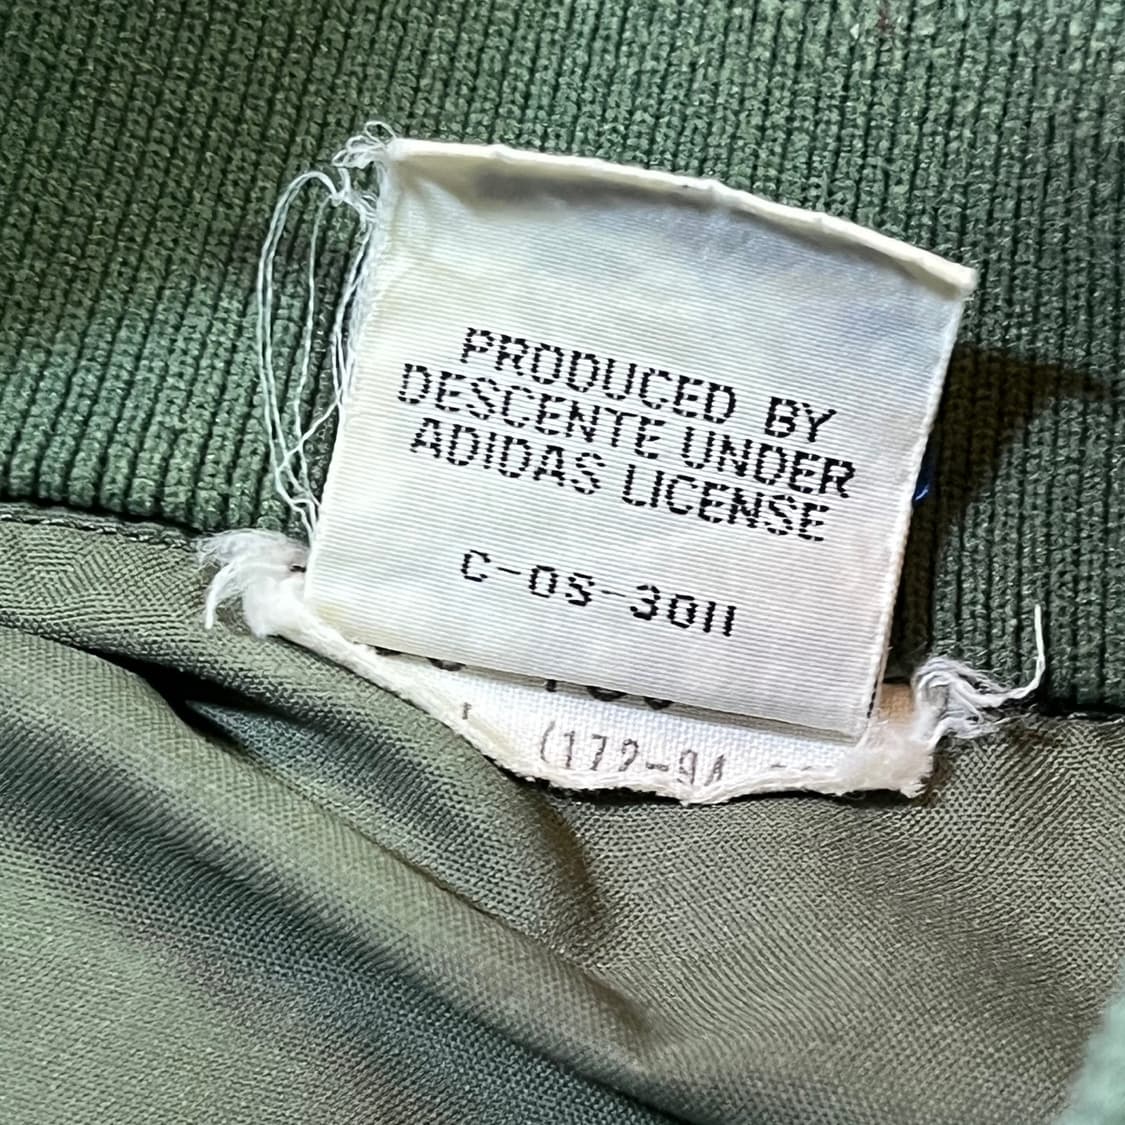 PRODUCED BY
DESCENTE UNDER
ADIDAS LICENSE
C-OS-3011